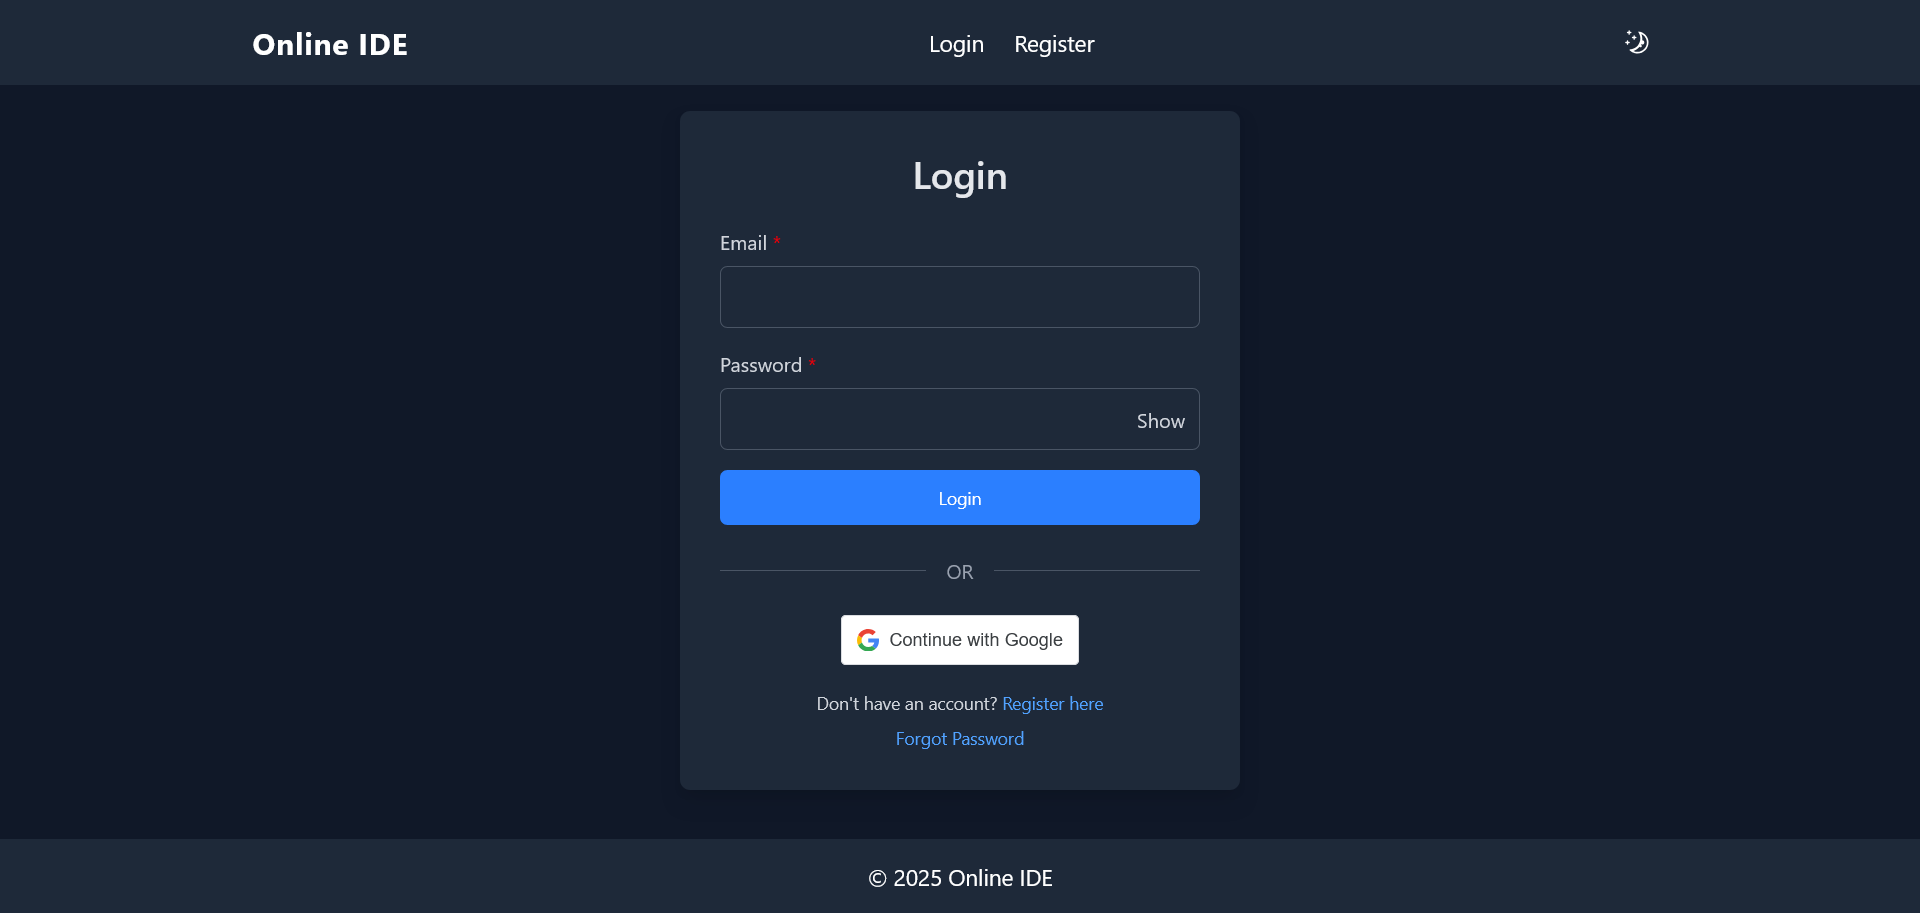 Online IDE
Login Register
Login
Email *
Password *
Show
Login
OR
Continue with Google
Don't have an account? Register here
Forgot Password
© 2025 Online IDE